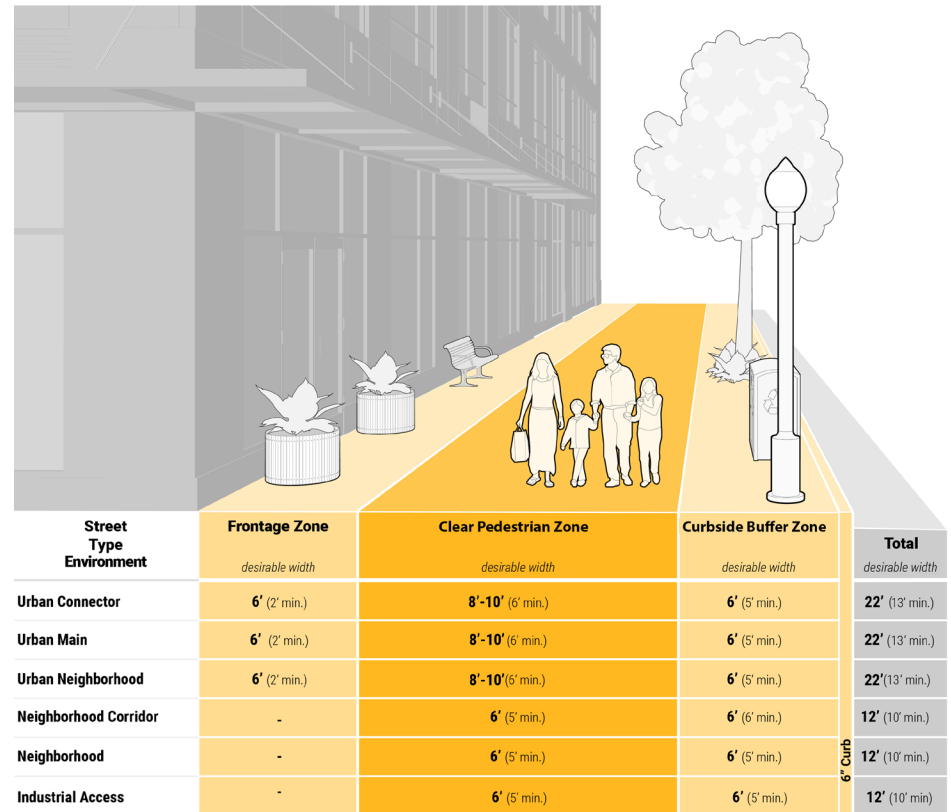 Street
Type
Environment
Frontage Zone
desirable width
Clear Pedestrian Zone
desirable width
Curbside Buffer Zone
desirable width
Total
desirable width
Urban Connector 6’ (2’ min.) 8’-10’ (6’ min.) 6’ (5’ min.) 22’ (13’ min.)
Urban Main 6’ (2’ min.) 8’-10’ (6’ min.) 6’ (5’ min.) 22’ (13’ min.)
Urban Neighborhood 6’ (2’ min.) 8’-10’(6’ min.) 6’ (5’ min.) 22’(13’ min.)
Neighborhood Corridor - 6’ (5’ min.) 6’ (6’ min.) 12’ (10’ min.)
Neighborhood - 6’ (5’ min.) 6’ (5’ min.) 12’ (10’ min.)
Industrial Access - 6’ (5’ min.) 6’ (5’ min.) 12’ (10’ min)
6” Curb